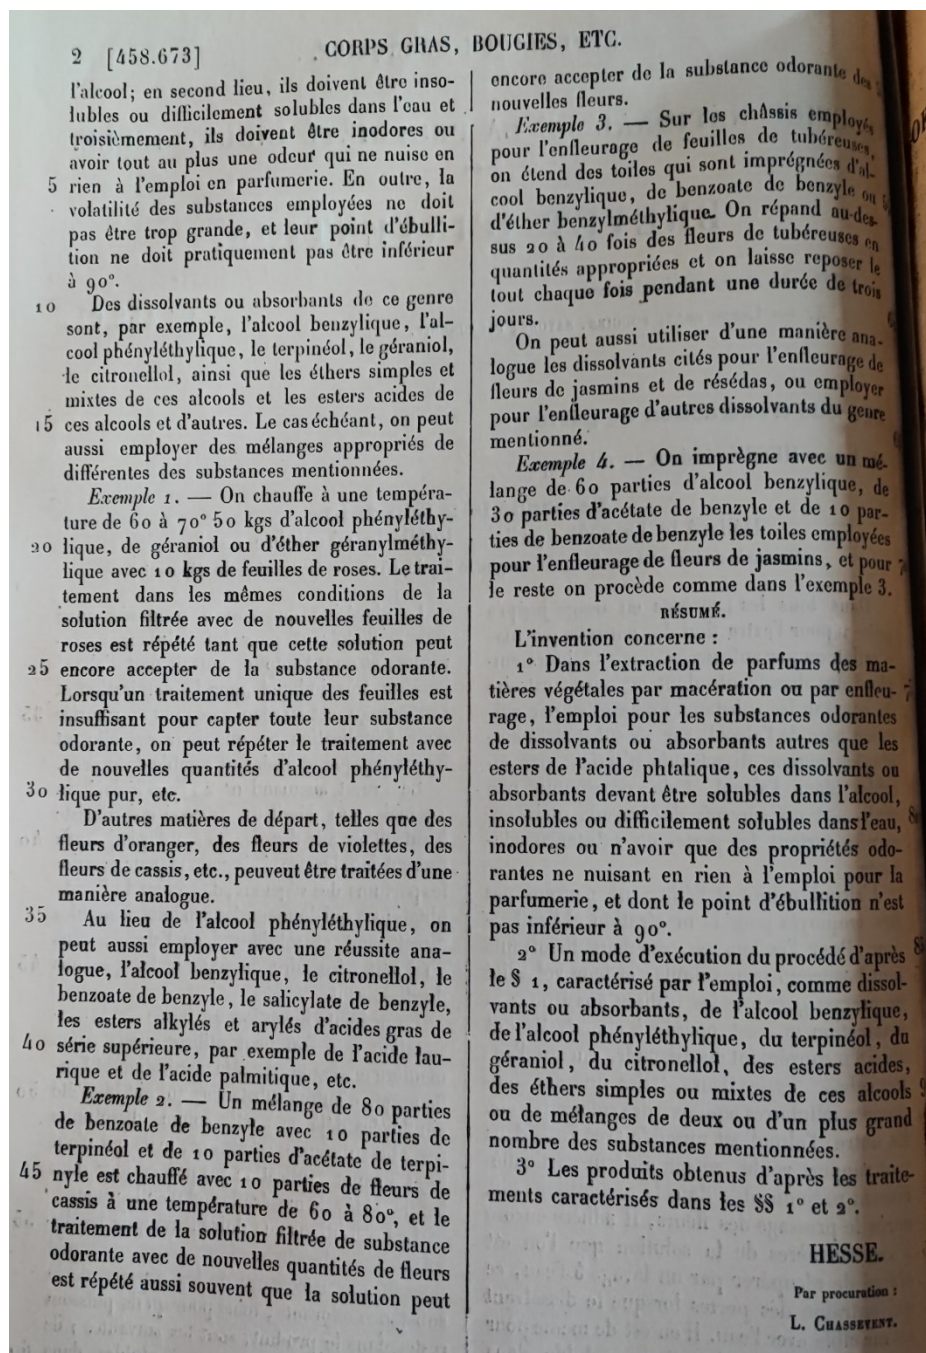 2 [458.673] CORPS GRAS, BOUGIES, ETC.
l'alcool; en second lieu, ils doivent être inso-
lubles ou difficilement solubles dans l'eau et
troisièmement, ils doivent être inodores ou
avoir tout au plus une odeur qui ne nuise en
5 rien à l'emploi en parfumerie. En outre, la
volatilité des substances employées ne doit
pas être trop grande, et leur point d'ébulli-
tion ne doit pratiquement pas être inférieur
à 90°.
10 Des dissolvants ou absorbants de ce genre
sont, par exemple, l'alcool benzylique, l'al-
cool phényléthylique, le terpinéol, le géraniol,
le citronellol, ainsi que les éthers simples et
mixtes de ces alcools et les esters acides de
15 ces alcools et d'autres. Le cas échéant, on peut
aussi employer des mélanges appropriés de
différentes des substances mentionnées.
Exemple 1. — On chauffe à une tempéra-
ture de 60 à 70° 50 kgs d'alcool phényléthy-
20 lique, de géraniol ou d'éther géranylméthy-
lique avec 10 kgs de feuilles de roses. Le trai-
tement dans les mêmes conditions de la
solution filtrée avec de nouvelles feuilles de
roses est répété tant que cette solution peut
25 encore accepter de la substance odorante.
Lorsqu'un traitement unique des feuilles est
insuffisant pour capter toute leur substance
odorante, on peut répéter le traitement avec
de nouvelles quantités d'alcool phényléthy-
30 lique pur, etc.
D'autres matières de départ, telles que des
fleurs d'oranger, des fleurs de violettes, des
fleurs de cassis, etc., peuveut être traitées d'une
manière analogue.
35 Au lieu de l'alcool phényléthylique, on
peut aussi employer avec une réussite ana-
logue, l'alcool benzylique, le citronellol, le
benzoate de benzyle, le salicylate de benzyle,
les esters alkylés et arylés d'acides gras de
40 série supérieure, par exemple de l'acide lau-
rique et de l'acide palmitique, etc.
Exemple 2. — Un mélange de 80 parties
de benzoate de benzyle avec 10 parties de
terpinéol et de 10 parties d'acétate de terpi-
45 nyle est chauffé avec 10 parties de fleurs de
cassis à une température de 60 à 80°, et le
traitement de la solution filtrée de substance
odorante avec de nouvelles quantités de fleurs
est répété aussi souvent que la solution peut
encore accepter de la substance odorante des
nouvelles fleurs.
Exemple 3. — Sur les châssis employés
pour l'enfleurage de feuilles de tubéreuses,
on étend des toiles qui sont imprégnées d'al-
cool benzylique, de benzoate de benzyle ou
d'éther benzylméthylique. On répand au-des-
sus 20 à 40 fois des fleurs de tubéreuses en
quantités appropriées et on laisse reposer le
tout chaque fois pendant une durée de trois
jours.
On peut aussi utiliser d'une manière ana-
logue les dissolvants cités pour l'enfleurage de
fleurs de jasmins et de résédas, ou employer
pour l'enfleurage d'autres dissolvants du genre
mentionné.
Exemple 4. — On imprègne avec un mé-
lange de 60 parties d'alcool benzylique, de
30 parties d'acétate de benzyle et de 10 par-
ties de benzoate de benzyle les toiles employées
pour l'enfleurage de fleurs de jasmins, et pour
le reste on procède comme dans l'exemple 3.
RÉSUMÉ.
L'invention concerne :
1° Dans l'extraction de parfums des ma-
tières végétales par macération ou par enfleu-
rage, l'emploi pour les substances odorantes
de dissolvants ou absorbants autres que les
esters de l'acide phtalique, ces dissolvants ou
absorbants devant être solubles dans l'alcool,
insolubles ou difficilement solubles dans l'eau,
inodores ou n'avoir que des propriétés odo-
rantes ne nuisant en rien à l'emploi pour la
parfumerie, et dont le point d'ébullition n'est
pas inférieur à 90°.
2° Un mode d'exécution du procédé d'après
le § 1, caractérisé par l'emploi, comme dissol-
vants ou absorbants, de l'alcool benzylique,
de l'alcool phényléthylique, du terpinéol, du
géraniol, du citronellol, des esters acides,
des éthers simples ou mixtes de ces alcools
ou de mélanges de deux ou d'un plus grand
nombre des substances mentionnées.
3° Les produits obtenus d'après les traite-
ments caractérisés dans les §§ 1° et 2°.
HESSE.
Par procuration :
L. CHASSEVENT.